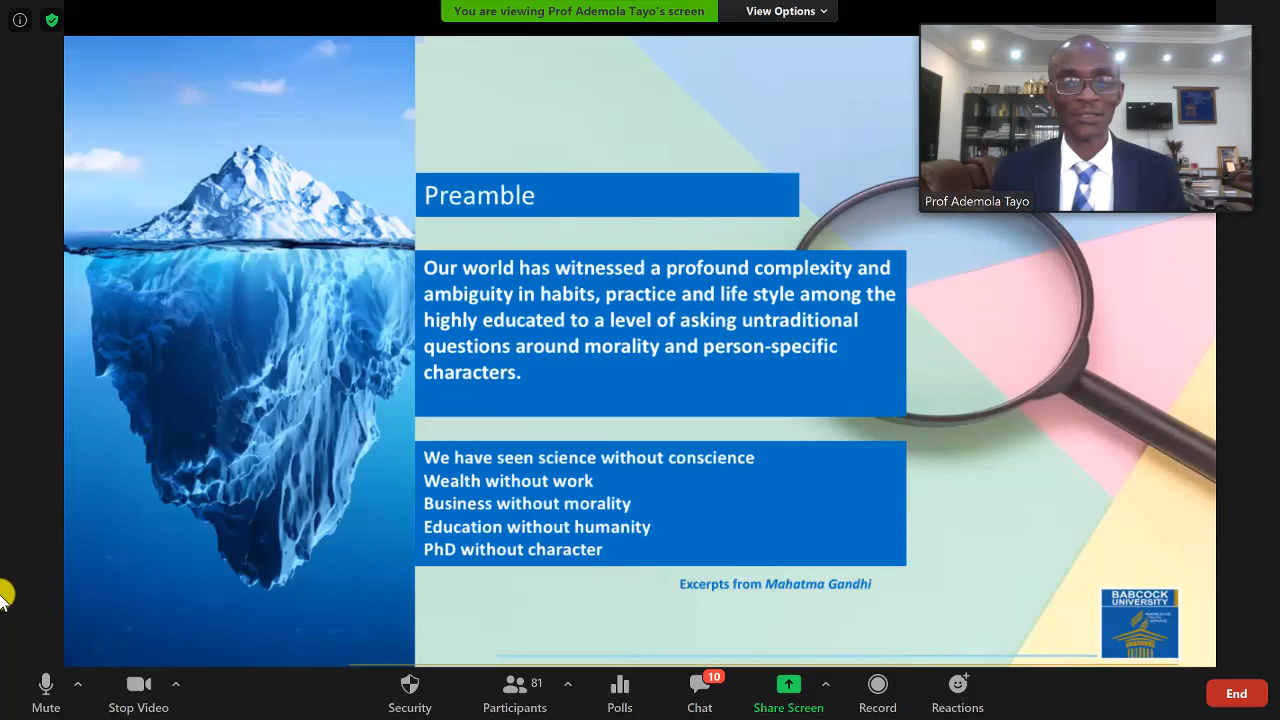 You are viewing Prof Ademola Tayo's screen
View Options
Prof Ademola Tayo
Preamble
Our world has witnessed a profound complexity and
ambiguity in habits, practice and life style among the
highly educated to a level of asking untraditional
questions around morality and person-specific
characters.
We have seen science without conscience
Wealth without work
Business without morality
Education without humanity
PhD without character
Excerpts from Mahatma Gandhi
BABCOCK
UNIVERSITY
Mute
Stop Video
Security
81
Participants
Polls
10
Chat
Share Screen
Record
Reactions
End